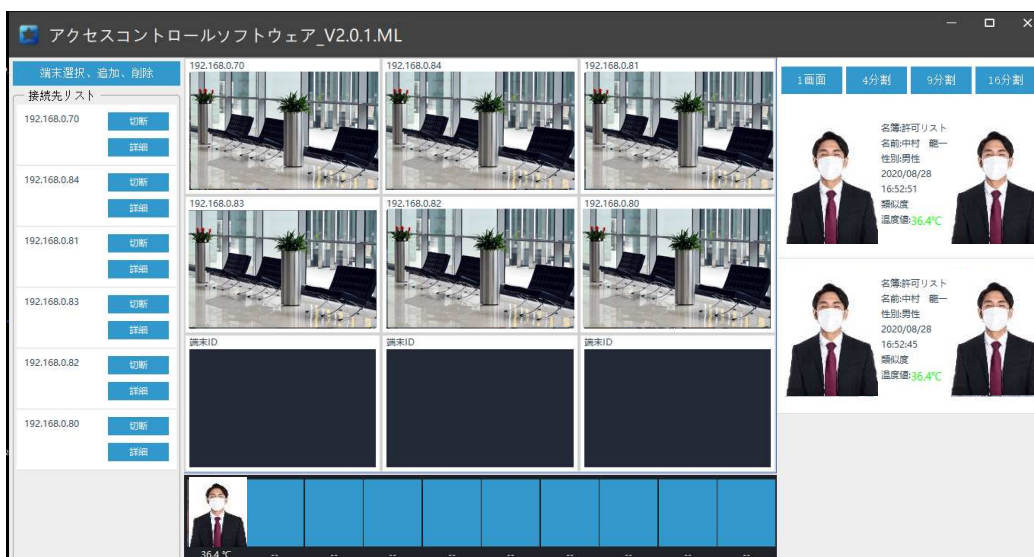 アクセスコントロールソフトウェア_V2.0.1.ML
端末選択、追加、削除
接続先リスト
192.168.0.70
切断
詳細
192.168.0.84
切断
詳細
192.168.0.81
切断
詳細
192.168.0.83
切断
詳細
192.168.0.82
切断
詳細
192.168.0.80
切断
詳細
192.168.0.70
192.168.0.84
192.168.0.81
192.168.0.83
192.168.0.82
192.168.0.80
端末ID
端末ID
端末ID
36.4 ℃
--
--
--
--
--
--
--
--
--
1画面
4分割
9分割
16分割
名簿:許可リスト
名前:中村 龍一
性別:男性
2020/08/28
16:52:51
類似度
温度値:36.4℃
名簿:許可リスト
名前:中村 龍一
性別:男性
2020/08/28
16:52:45
類似度
温度値:36.4℃